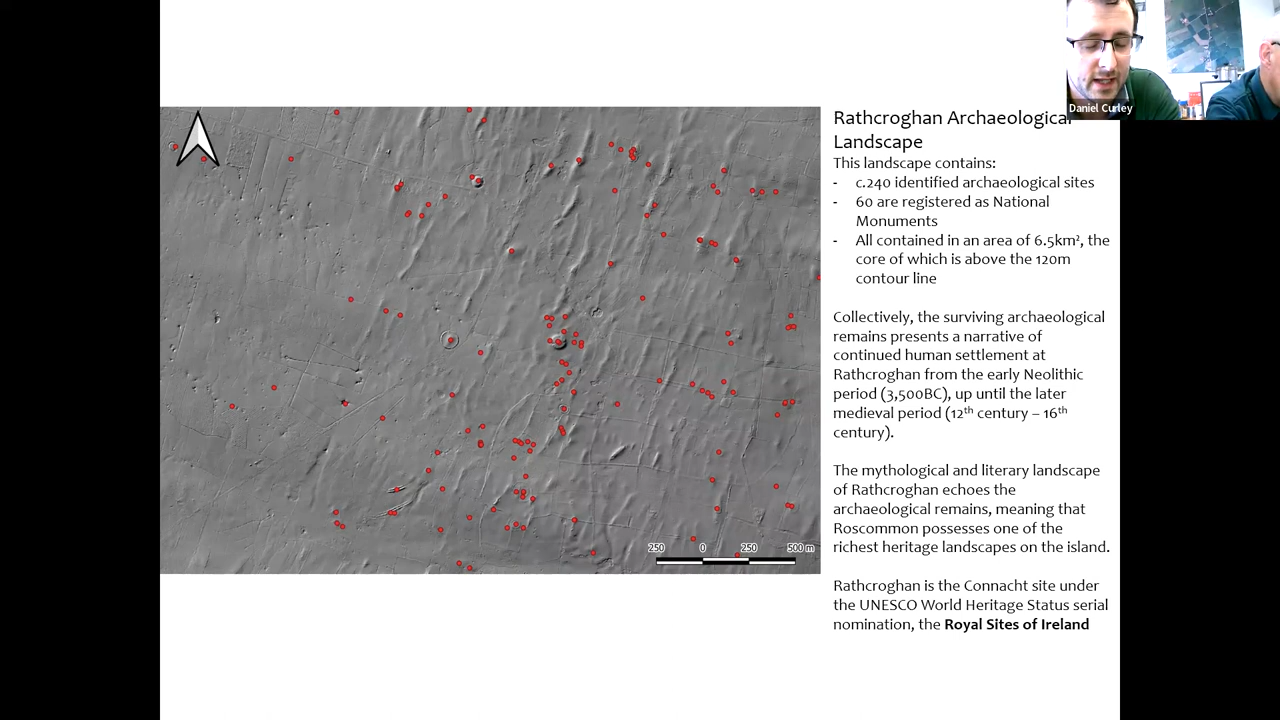 Daniel Curley
Rathcroghan Archaeological
Landscape
This landscape contains:
- c.240 identified archaeological sites
- 60 are registered as National
Monuments
- All contained in an area of 6.5km², the
core of which is above the 120m
contour line
Collectively, the surviving archaeological
remains presents a narrative of
continued human settlement at
Rathcroghan from the early Neolithic
period (3,500BC), up until the later
medieval period (12th century – 16th
century).
The mythological and literary landscape
of Rathcroghan echoes the
archaeological remains, meaning that
Roscommon possesses one of the
richest heritage landscapes on the island.
Rathcroghan is the Connacht site under
the UNESCO World Heritage Status serial
nomination, the Royal Sites of Ireland
250 0 250 500 m